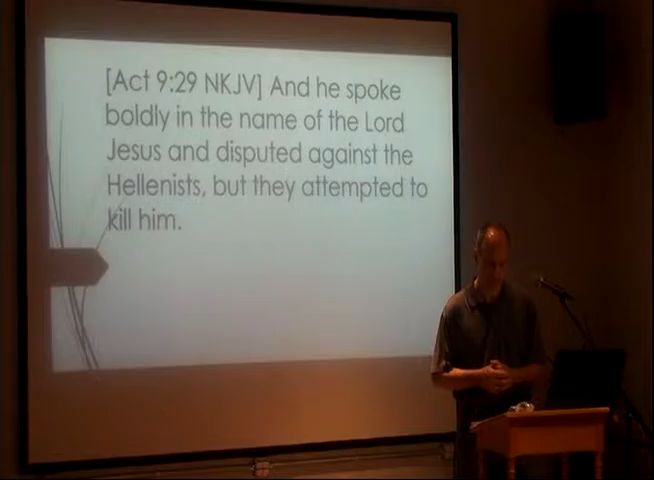 [Act 9:29 NKJV] And he spoke
boldly in the name of the Lord
Jesus and disputed against the
Hellenists, but they attempted to
kill him.